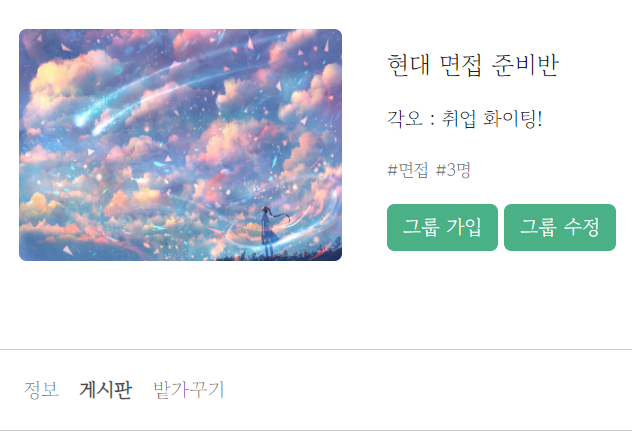 현대 면접 준비반
각오 : 취업 화이팅!
#면접 #3명
그룹 가입 그룹 수정
정보 게시판 밭가꾸기